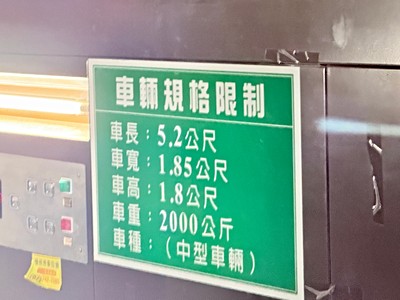 車輛規格限制
車長：5.2公尺
車寬：1.85公尺
車高：1.8公尺
車重：2000公斤
車種：（中型車輛）